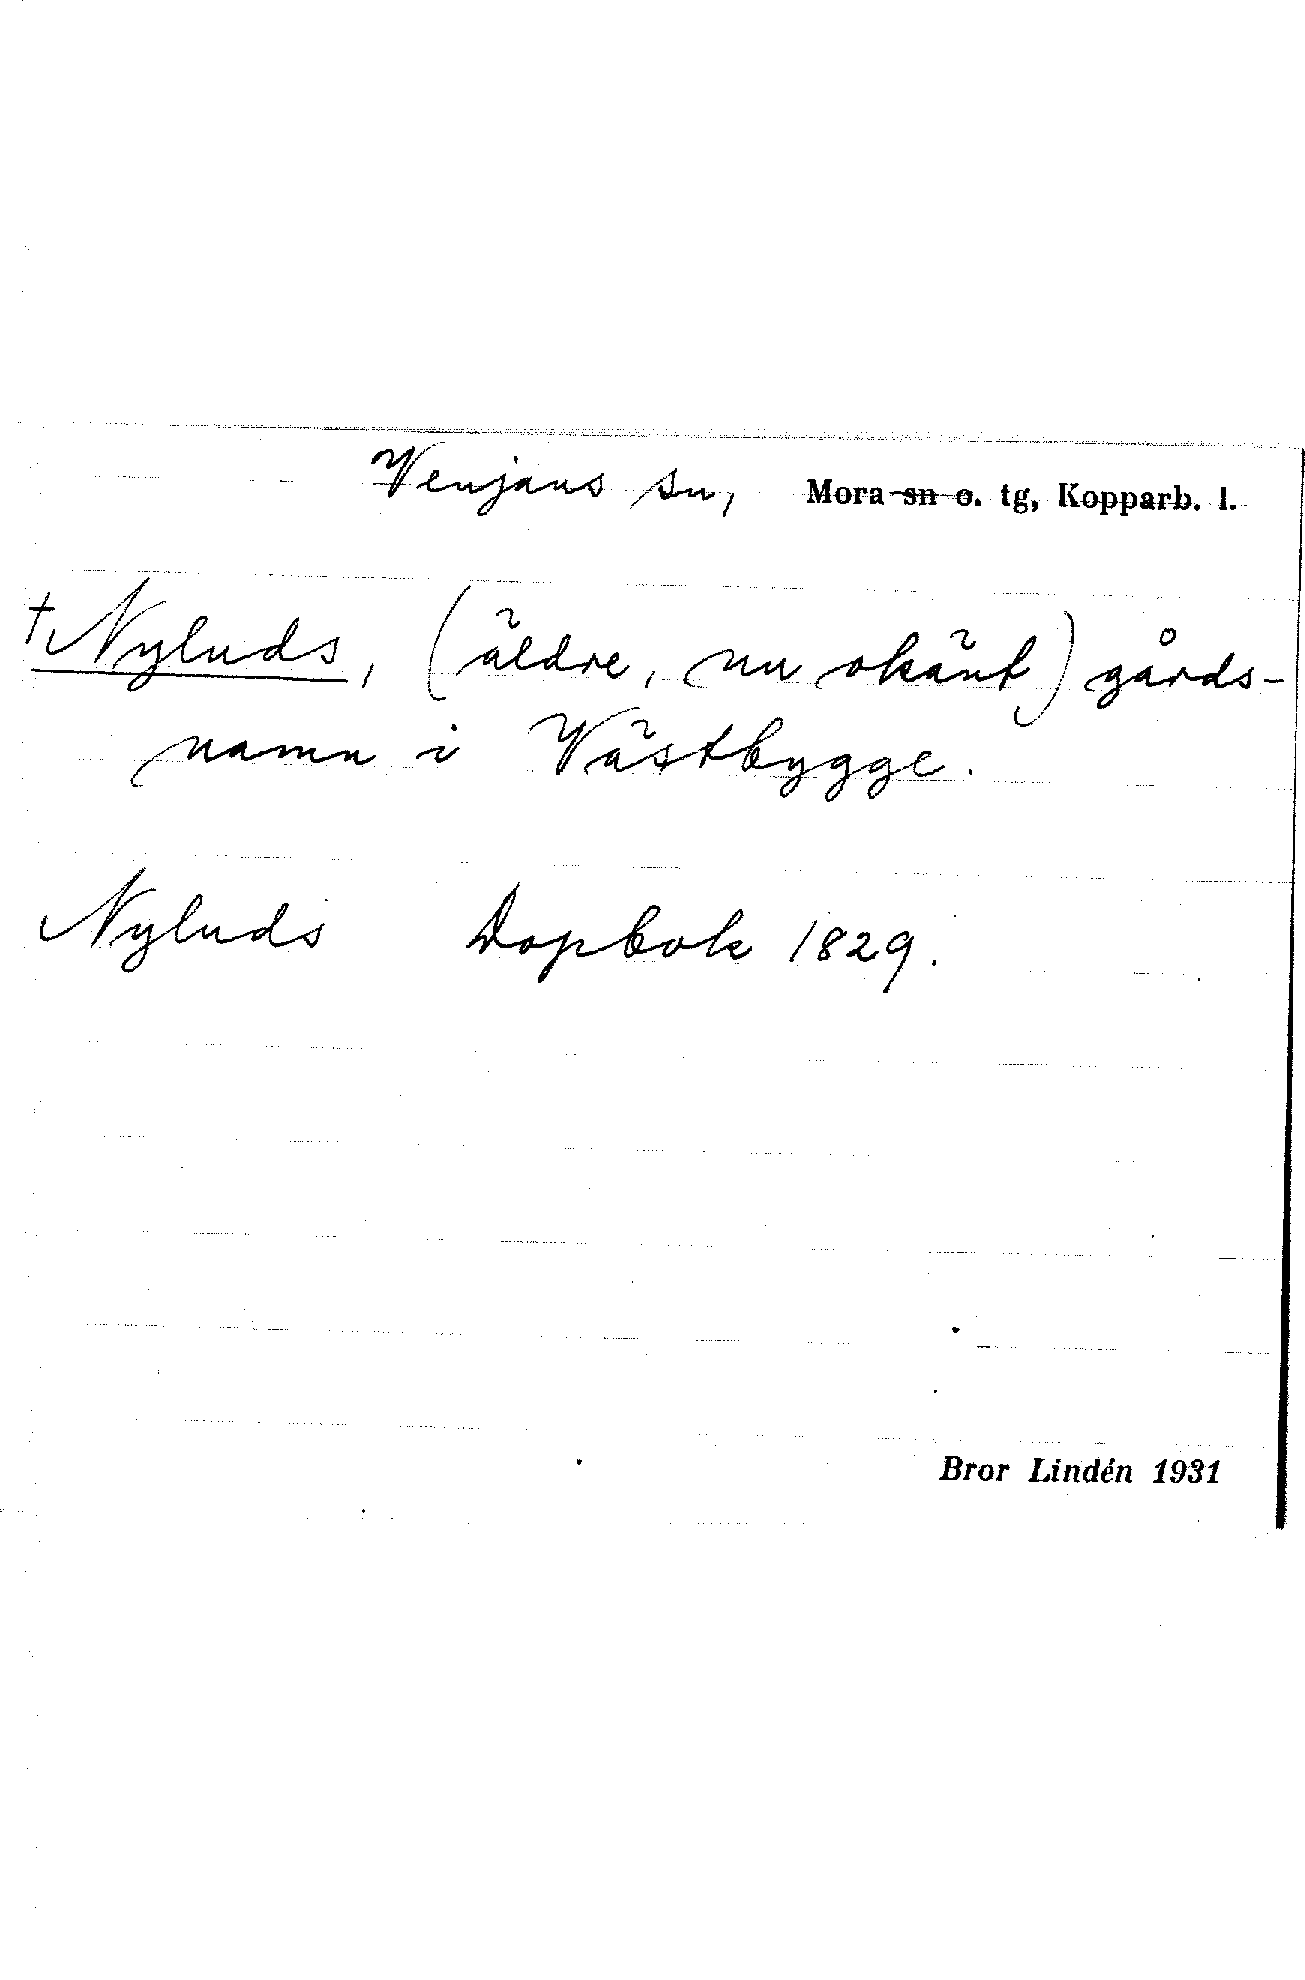 Venjans sn, Mora sn o. tg, Kopparb. l.
†Nyluds, (äldre, nu okänt) gårds-
namn i Västbygge.
Nyluds Dopbok 1829.
Bror Lindén 1931